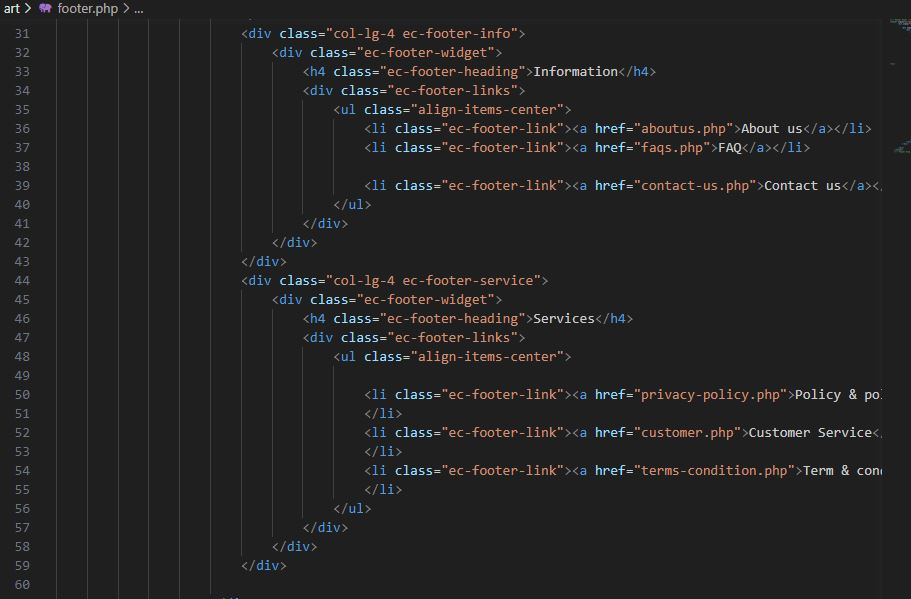 art > footer.php > ...
31 <div class="col-lg-4 ec-footer-info">
32 <div class="ec-footer-widget">
33 <h4 class="ec-footer-heading">Information</h4>
34 <div class="ec-footer-links">
35 <ul class="align-items-center">
36 <li class="ec-footer-link"><a href="aboutus.php">About us</a></li>
37 <li class="ec-footer-link"><a href="faqs.php">FAQ</a></li>
38
39 <li class="ec-footer-link"><a href="contact-us.php">Contact us</a><
40 </ul>
41 </div>
42 </div>
43 </div>
44 <div class="col-lg-4 ec-footer-service">
45 <div class="ec-footer-widget">
46 <h4 class="ec-footer-heading">Services</h4>
47 <div class="ec-footer-links">
48 <ul class="align-items-center">
49
50 <li class="ec-footer-link"><a href="privacy-policy.php">Policy &
51 </li>
52 <li class="ec-footer-link"><a href="customer.php">Customer Service<
53 </li>
54 <li class="ec-footer-link"><a href="terms-condition.php">Term &
55 </li>
56 </ul>
57 </div>
58 </div>
59 </div>
60